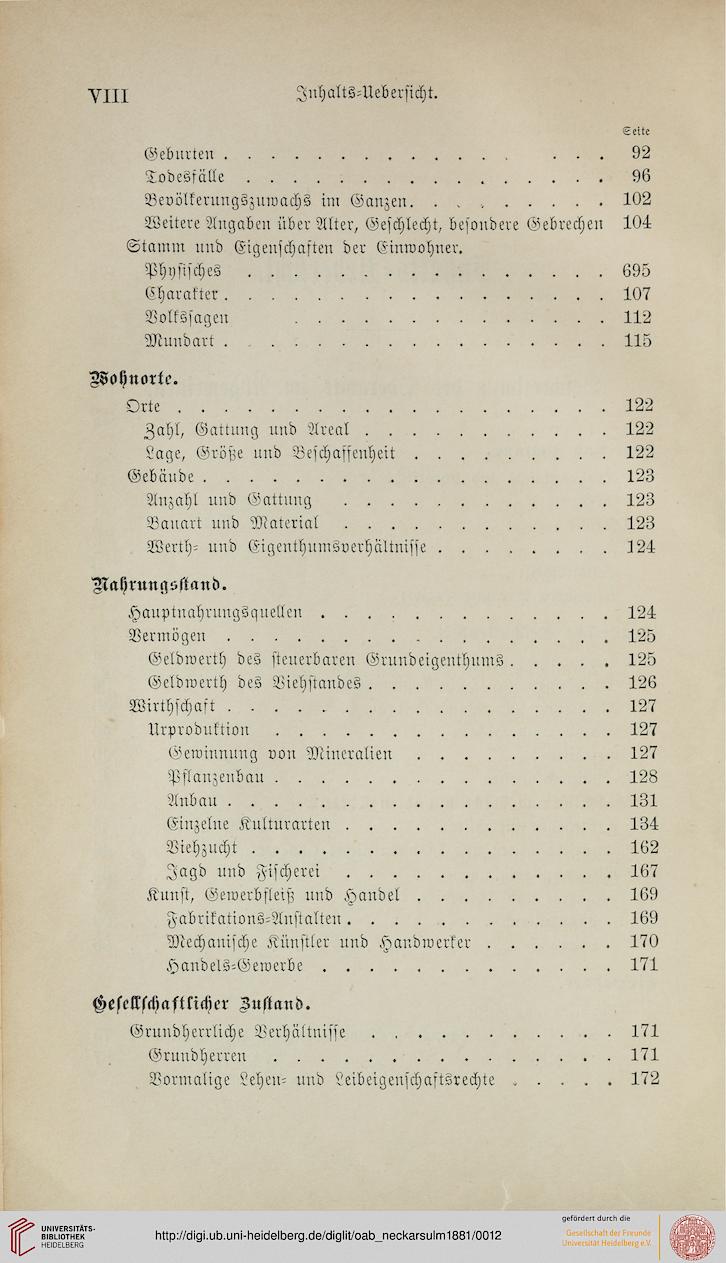 VIII Inhalts-Uebersicht.
Seite
Geburten . . . . . . . . . . . . . . . 92
Todesfälle . . . . . . . . . . . . . . . . 96
Bevölkerungszuwachs im Ganzen. . . . . . . . . 102
Weitere Angaben über Alter, Geschlecht, besondere Gebrechen 104
Stamm und Eigenschaften der Einwohner.
Physisches . . . . . . . . . . . . . . . . 695
Charakter . . . . . . . . . . . . . . . . . 107
Volkssagen . . . . . . . . . . . . . . 112
Mundart . . . . . . . . . . . . . . . . . 115
Wohnorte.
Orte . . . . . . . . . . . . . . . . . . . 122
Zahl, Gattung und Areal . . . . . . . . . . . 122
Lage, Größe und Beschaffenheit . . . . . . . . . 122
Gebäude . . . . . . . . . . . . . . . . . . 123
Anzahl und Gattung . . . . . . . . . . . . 123
Bauart und Material . . . . . . . . . . . . 123
Werth- und Eigenthumsverhältnisse . . . . . . . . 124
Nahrungsstand.
Hauptnahrungsquellen . . . . . . . . . . . . . 124
Vermögen . . . . . . . . . . . . . . . . . 125
Geldwerth des steuerbaren Grundeigenthums . . . . . 125
Geldwerth des Viehstandes . . . . . . . . . . . 126
Wirthschaft . . . . . . . . . . . . . . . . . 127
Urproduktion . . . . . . . . . . . . . . . 127
Gewinnung von Mineralien . . . . . . . . . 127
Pflanzenbau . . . . . . . . . . . . . . . 128
Anbau . . . . . . . . . . . . . . . . . 131
Einzelne Kulturarten . . . . . . . . . . . . 134
Viehzucht . . . . . . . . . . . . . . . . 162
Jagd und Fischerei . . . . . . . . . . . . 167
Kunst, Gewerbfleiß und Handel . . . . . . . . . 169
Fabrikations-Anstalten . . . . . . . . . . . . 169
Mechanische Künstler und Handwerker . . . . . . 170
Handels-Gewerbe . . . . . . . . . . . . . 171
Gesellschaftlicher Zustand.
Grundherrliche Verhältnisse . . . . . . . . . . . 171
Grundherren . . . . . . . . . . . . . . . 171
Vormalige Lehen- und Leibeigenschaftsrechte . . . . . 172
UNIVERSITÄTS-
BIBLIOTHEK
HEIDELBERG
http://digi.ub.uni-heidelberg.de/diglit/oab_neckarsulm1881/0012
gefördert durch die
Gesellschaft der Freunde
Universität Heidelberg e.V.